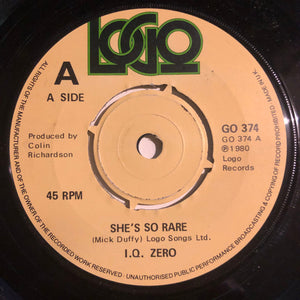 LOGO
A
A SIDE
Produced by
Colin
Richardson
GO 374
GO 374 A
℗1980
Logo
Records
45 RPM
SHE'S SO RARE
(Mick Duffy) Logo Songs Ltd.
I.Q. ZERO
ALL RIGHTS OF THE MANUFACTURER AND OF THE OWNER OF THE RECORDED WORK RESERVED · UNAUTHORISED PUBLIC PERFORMANCE BROADCASTING & COPYING OF THIS RECORD PROHIBITED. MADE IN U.K.